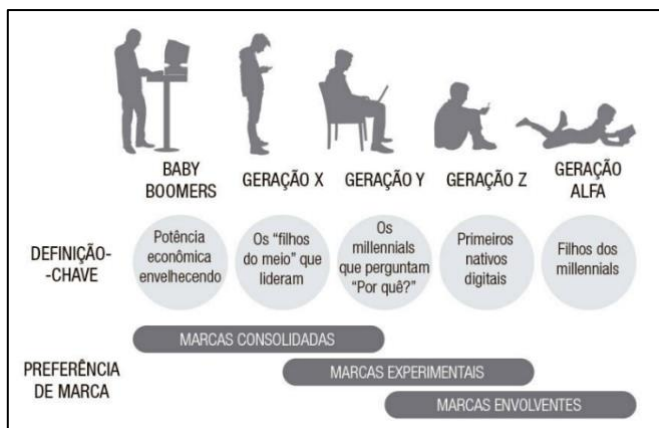 BABY
BOOMERS
GERAÇÃO X
GERAÇÃO Y
GERAÇÃO Z
GERAÇÃO
ALFA
DEFINIÇÃO-
-CHAVE
Potência
econômica
envelhecendo
Os “filhos
do meio” que
lideram
Os
millennials
que perguntam
“Por quê?”
Primeiros
nativos
digitais
Filhos dos
millennials
PREFERÊNCIA
DE MARCA
MARCAS CONSOLIDADAS
MARCAS EXPERIMENTAIS
MARCAS ENVOLVENTES